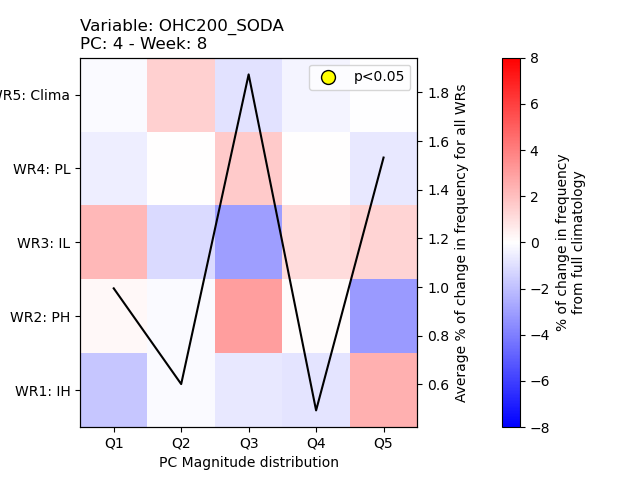 Variable: OHC200_SODA
PC: 4 - Week: 8
p<0.05
WR5: Clima
WR4: PL
WR3: IL
WR2: PH
WR1: IH
Q1 Q2 Q3 Q4 Q5
PC Magnitude distribution
1.8
1.6
1.4
1.2
1.0
0.8
0.6
Average % of change in frequency for all WRs
8
6
4
2
0
−2
−4
−6
−8
% of change in frequency
from full climatology